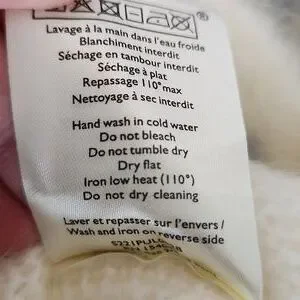 ®
Lavage à la main dans l'eau froide
Blanchiment interdit
Séchage en tambour interdit
Séchage à plat
Repassage 110° max
Nettoyage à sec interdit
Hand wash in cold water
Do not bleach
Do not tumble dry
Dry flat
Iron low heat (110°)
Do not dry cleaning
Laver et repasser sur l'envers /
Wash and iron on reverse side